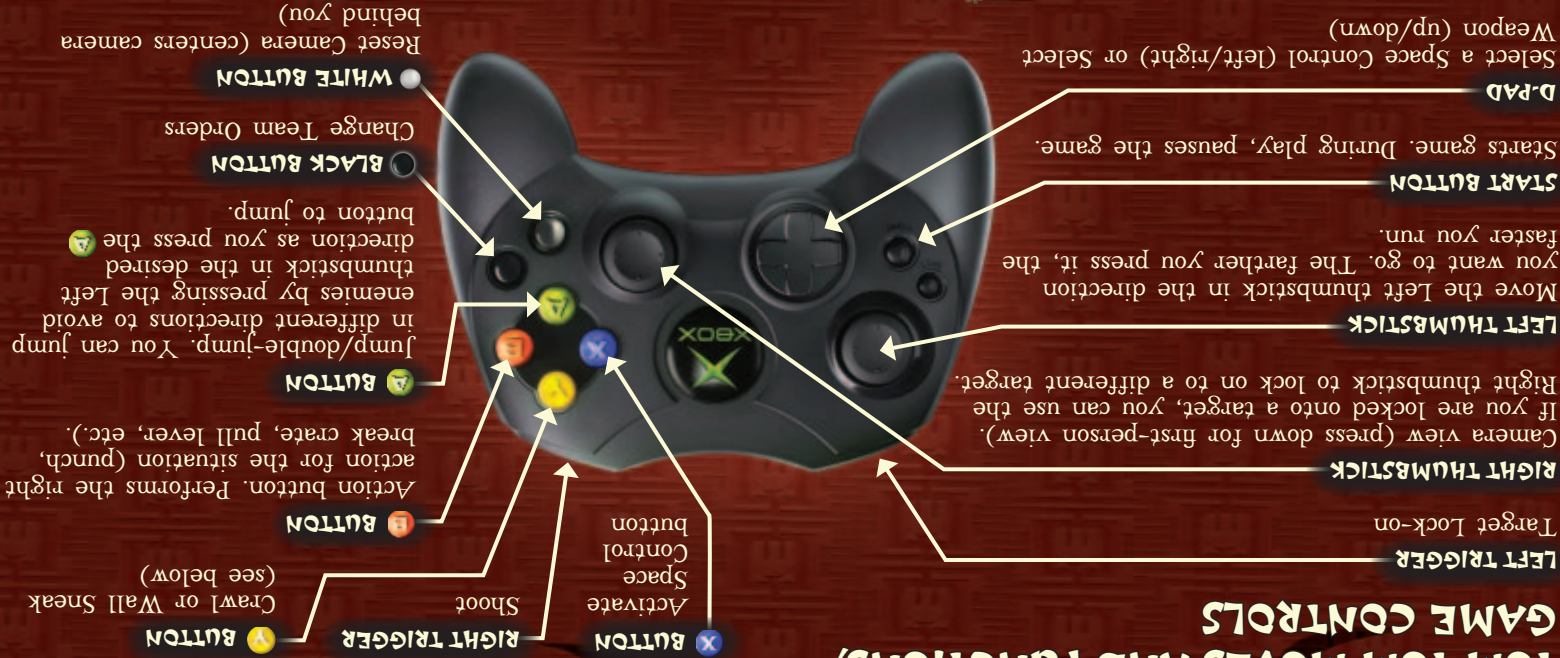 MOVES AND FUNCTIONS,
GAME CONTROLS
LEFT TRIGGER
Target Lock-on
RIGHT THUMBSTICK
Camera view (press down for first-person view).
If you are locked onto a target, you can use the
Right thumbstick to lock on to a different target.
LEFT THUMBSTICK
Move the Left thumbstick in the direction
you want to go. The farther you press it, the
faster you run.
START BUTTON
Starts game. During play, pauses the game.
D-PAD
Select a Space Control (left/right) or Select
Weapon (up/down)
X BUTTON
Activate
Space
Control
button
RIGHT TRIGGER
Shoot
Y BUTTON
Crawl or Wall Sneak
(see below)
B BUTTON
Action button. Performs the right
action for the situation (punch,
break crate, pull lever, etc.).
A BUTTON
Jump/double-jump. You can jump
in different directions to avoid
enemies by pressing the Left
thumbstick in the desired
direction as you press the A
button to jump.
BLACK BUTTON
Change Team Orders
WHITE BUTTON
Reset Camera (centers camera
behind you)
XBOX
Y
X
B
A